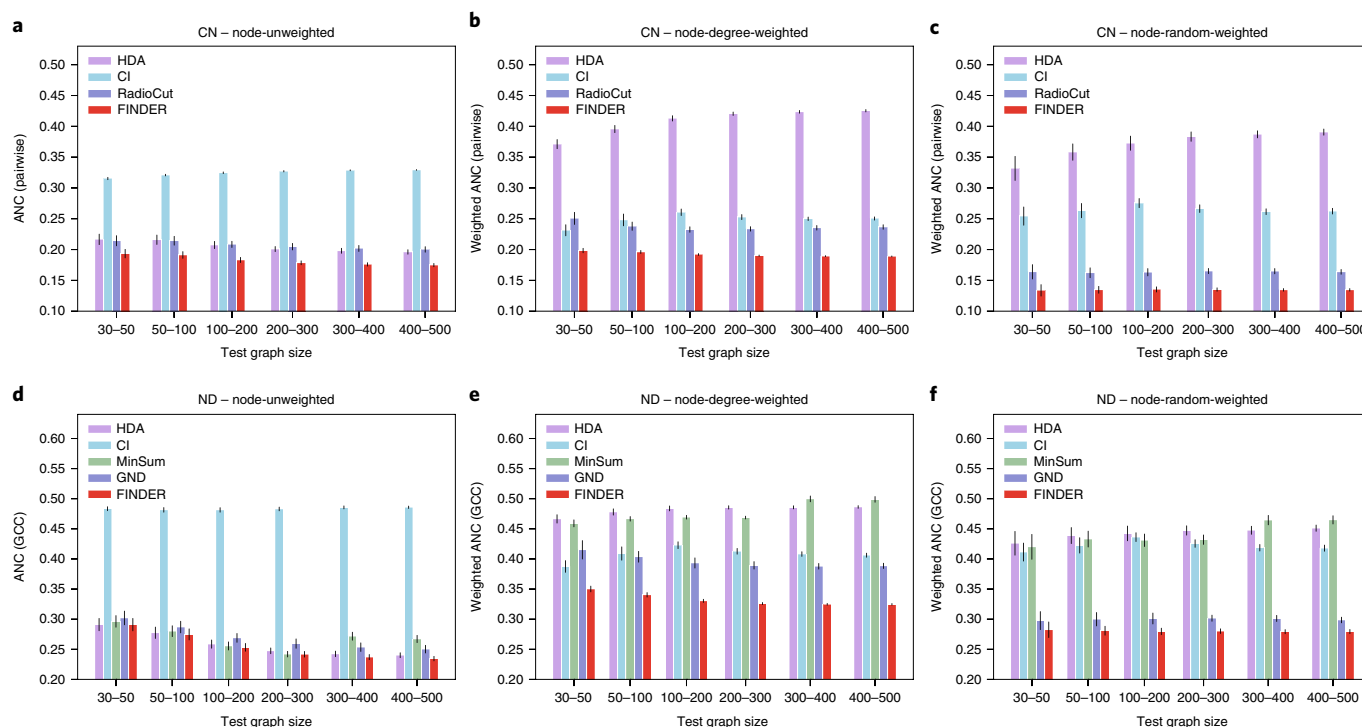 a
CN – node-unweighted
HDA
CI
RadioCut
FINDER
ANC (pairwise)
0.50
0.45
0.40
0.35
0.30
0.25
0.20
0.15
0.10
30–50 50–100 100–200 200–300 300–400 400–500
Test graph size
b
CN – node-degree-weighted
HDA
CI
RadioCut
FINDER
Weighted ANC (pairwise)
0.50
0.45
0.40
0.35
0.30
0.25
0.20
0.15
0.10
30–50 50–100 100–200 200–300 300–400 400–500
Test graph size
c
CN – node-random-weighted
HDA
CI
RadioCut
FINDER
Weighted ANC (pairwise)
0.50
0.45
0.40
0.35
0.30
0.25
0.20
0.15
0.10
30–50 50–100 100–200 200–300 300–400 400–500
Test graph size
d
ND – node-unweighted
HDA
CI
MinSum
GND
FINDER
ANC (GCC)
0.60
0.55
0.50
0.45
0.40
0.35
0.30
0.25
0.20
30–50 50–100 100–200 200–300 300–400 400–500
Test graph size
e
ND – node-degree-weighted
HDA
CI
MinSum
GND
FINDER
Weighted ANC (GCC)
0.60
0.55
0.50
0.45
0.40
0.35
0.30
0.25
0.20
30–50 50–100 100–200 200–300 300–400 400–500
Test graph size
f
ND – node-random-weighted
HDA
CI
MinSum
GND
FINDER
Weighted ANC (GCC)
0.60
0.55
0.50
0.45
0.40
0.35
0.30
0.25
0.20
30–50 50–100 100–200 200–300 300–400 400–500
Test graph size